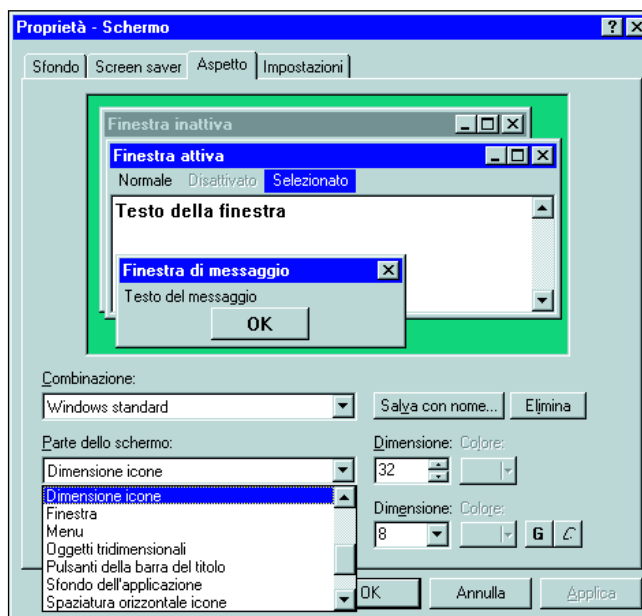 Proprietà - Schermo
Sfondo Screen saver Aspetto Impostazioni
Finestra inattiva
Finestra attiva
Normale Disattivato Selezionato
Testo della finestra
Finestra di messaggio
Testo del messaggio
OK
Combinazione:
Windows standard Salva con nome... Elimina
Parte dello schermo: Dimensione: Colore:
Dimensione icone 32
Dimensione icone
Finestra
Menu
Oggetti tridimensionali
Pulsanti della barra del titolo
Sfondo dell'applicazione
Spaziatura orizzontale icone
Dimensione: Colore:
8 G C
OK Annulla Applica